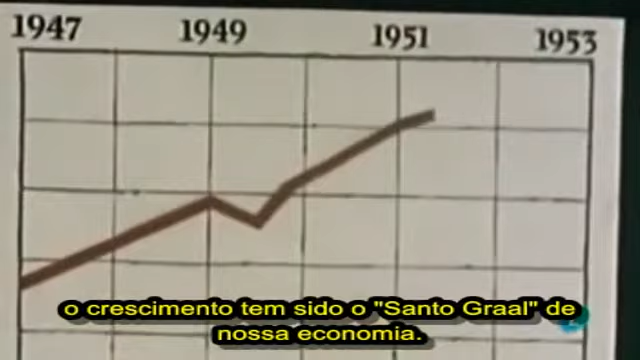 1947 1949 1951 1953
o crescimento tem sido o "Santo Graal" de
nossa economia.